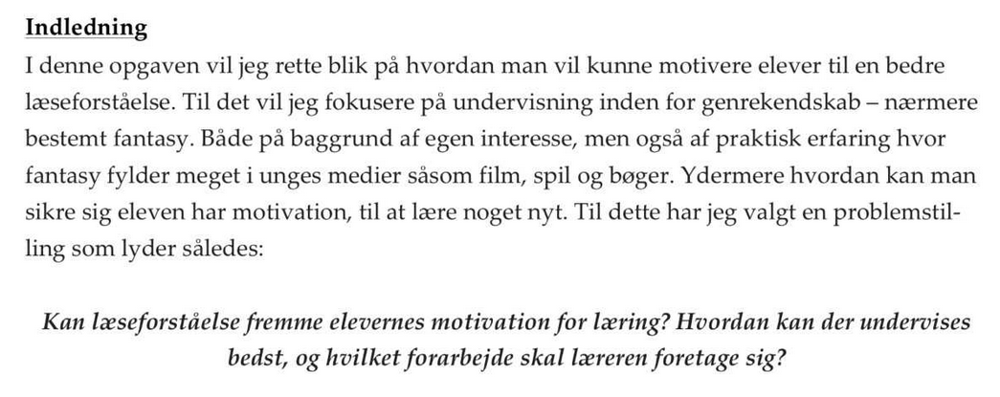 Indledning
I denne opgaven vil jeg rette blik på hvordan man vil kunne motivere elever til en bedre
læseforståelse. Til det vil jeg fokusere på undervisning inden for genrekendskab – nærmere
bestemt fantasy. Både på baggrund af egen interesse, men også af praktisk erfaring hvor
fantasy fylder meget i unges medier såsom film, spil og bøger. Ydermere hvordan kan man
sikre sig eleven har motivation, til at lære noget nyt. Til dette har jeg valgt en problemstil-
ling som lyder således:
Kan læseforståelse fremme elevernes motivation for læring? Hvordan kan der undervises
bedst, og hvilket forarbejde skal læreren foretage sig?